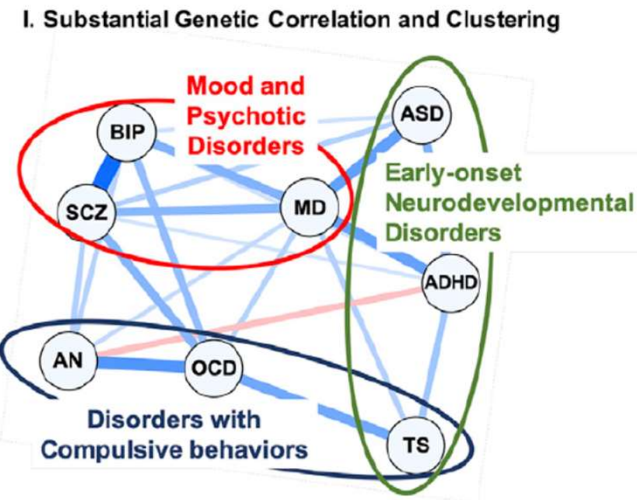 I. Substantial Genetic Correlation and Clustering
Mood and
Psychotic
Disorders
BIP
ASD
Early-onset
Neurodevelopmental
Disorders
SCZ
MD
ADHD
AN
OCD
Disorders with
Compulsive behaviors
TS